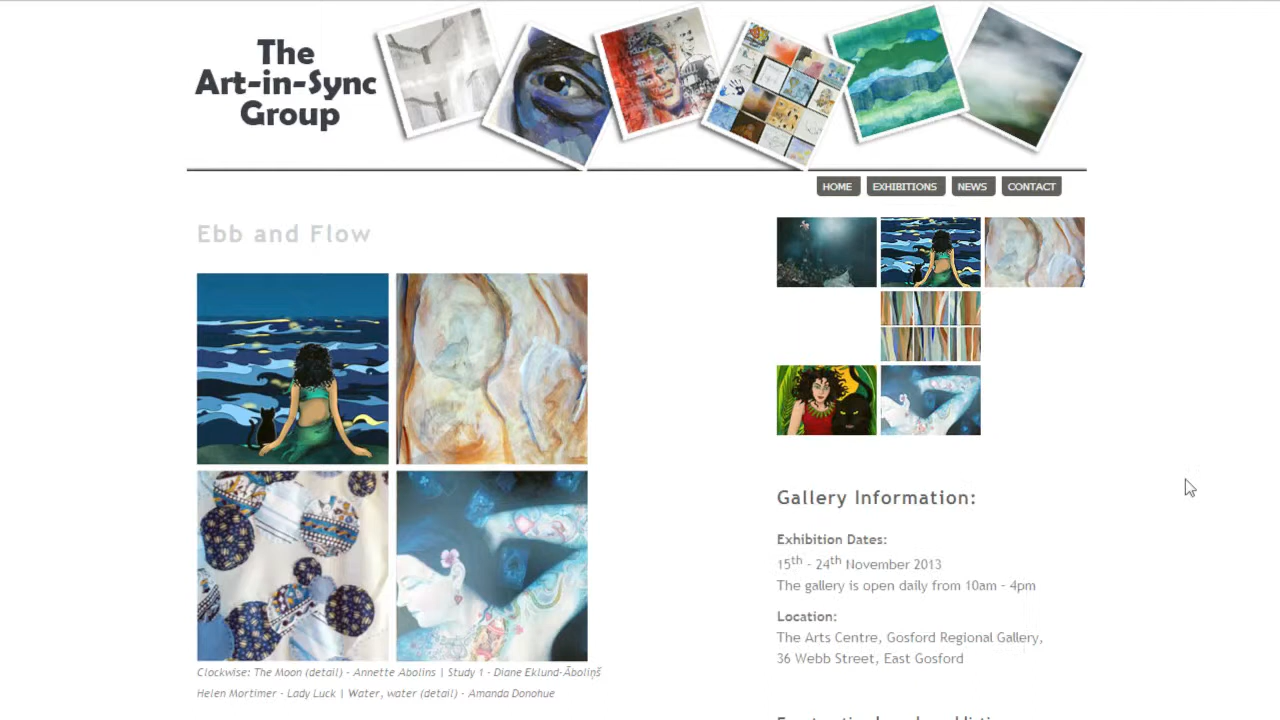 The
Art-in-Sync
Group
HOME
EXHIBITIONS
NEWS
CONTACT
Ebb and Flow
Clockwise: The Moon (detail) - Annette Abolins | Study 1 - Diane Eklund-Āboliņš
Helen Mortimer - Lady Luck | Water, water (detail) - Amanda Donohue
Gallery Information:
Exhibition Dates:
15th - 24th November 2013
The gallery is open daily from 10am - 4pm
Location:
The Arts Centre, Gosford Regional Gallery,
36 Webb Street, East Gosford